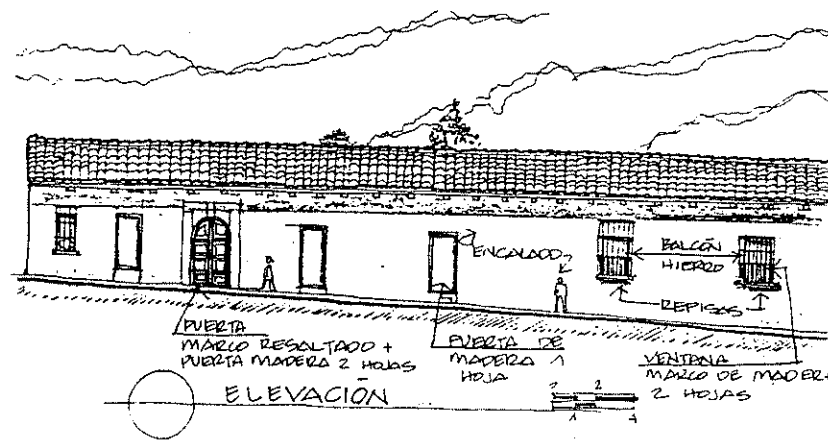 ENCALADO
BALCÓN
HIERRO
REPISAS
PUERTA
MARCO RESALTADO +
PUERTA MADERA 2 HOJAS
PUERTA DE
MADERA 1
HOJA
VENTANA
MARCO DE MADERA
2 HOJAS
ELEVACIÓN
2
1